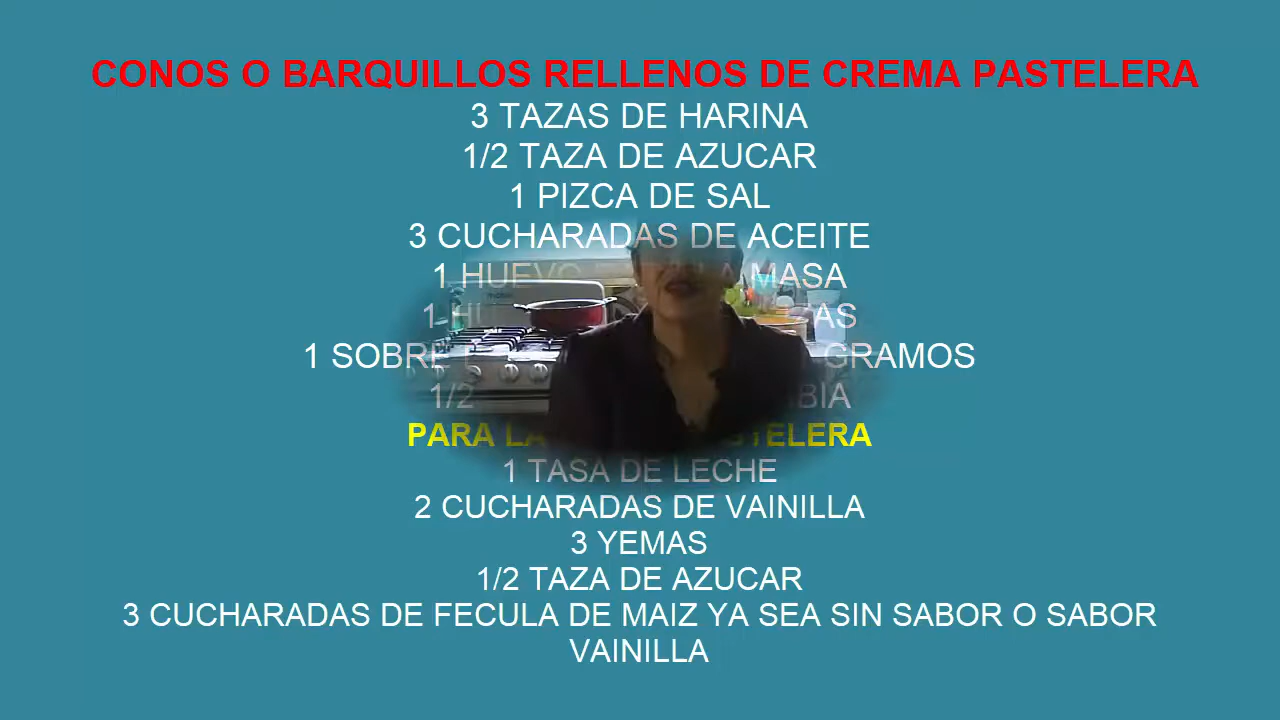 CONOS O BARQUILLOS RELLENOS DE CREMA PASTELERA
3 TAZAS DE HARINA
1/2 TAZA DE AZUCAR
1 PIZCA DE SAL
3 CUCHARADAS DE ACEITE
1 HUEVO MASA
1
1 SOBRE GRAMOS
1/2
PARA LA PASTELERA
1 TASA DE LECHE
2 CUCHARADAS DE VAINILLA
3 YEMAS
1/2 TAZA DE AZUCAR
3 CUCHARADAS DE FECULA DE MAIZ YA SEA SIN SABOR O SABOR
VAINILLA